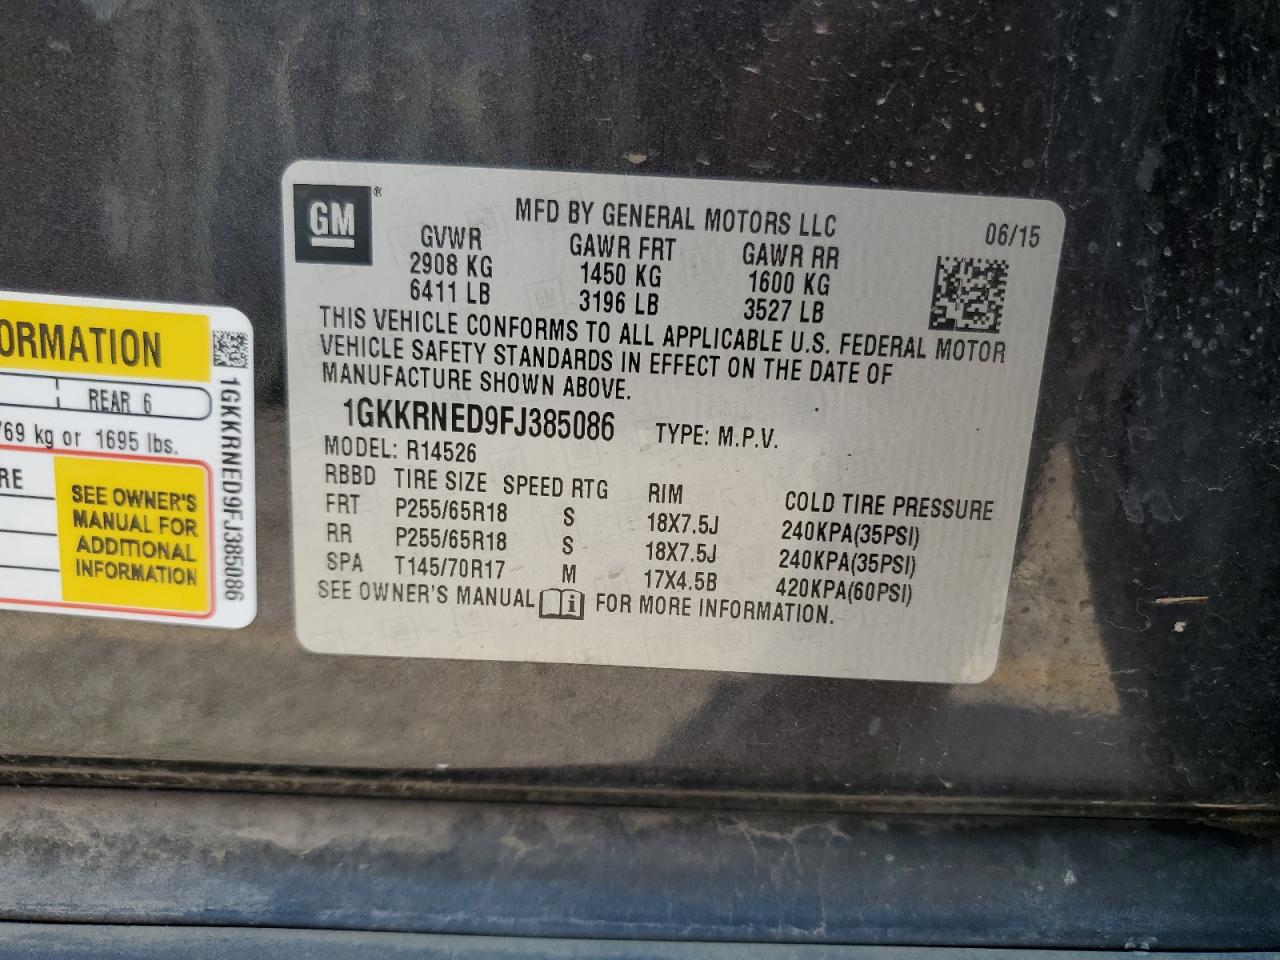 GM®
MFD BY GENERAL MOTORS LLC 06/15
GVWR GAWR FRT GAWR RR
2908 KG 1450 KG 1600 KG
6411 LB 3196 LB 3527 LB
THIS VEHICLE CONFORMS TO ALL APPLICABLE U.S. FEDERAL MOTOR
VEHICLE SAFETY STANDARDS IN EFFECT ON THE DATE OF
MANUFACTURE SHOWN ABOVE.
1GKKRNED9FJ385086 TYPE: M.P.V.
MODEL: R14526
RBBD TIRE SIZE SPEED RTG RIM COLD TIRE PRESSURE
FRT P255/65R18 S 18X7.5J 240KPA(35PSI)
RR P255/65R18 S 18X7.5J 240KPA(35PSI)
SPA T145/70R17 M 17X4.5B 420KPA(60PSI)
SEE OWNER'S MANUAL FOR MORE INFORMATION.
ORMATION
REAR 6
769 kg or 1695 lbs.
RE
SEE OWNER'S
MANUAL FOR
ADDITIONAL
INFORMATION
1GKKRNED9FJ385086